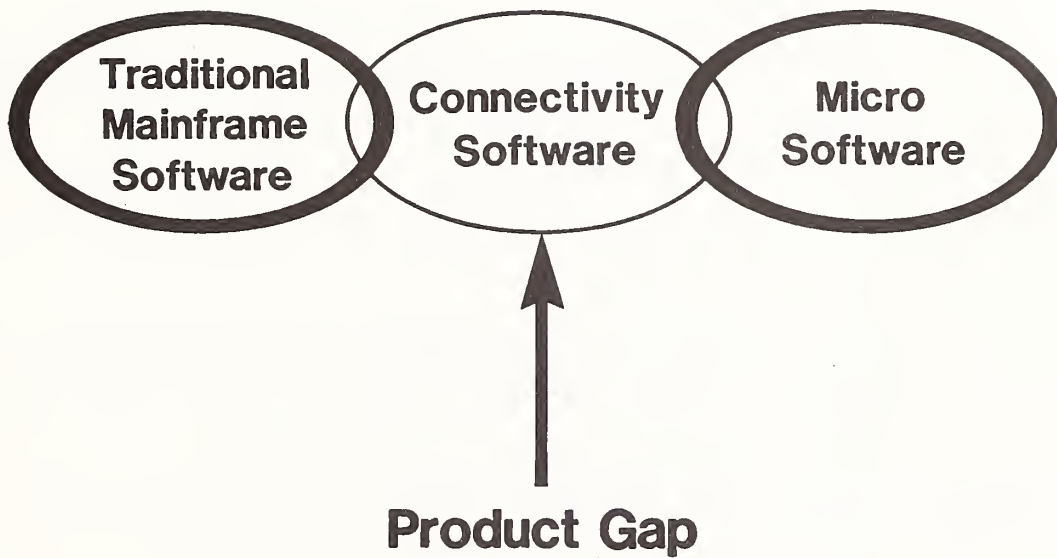 Traditional
Mainframe
Software
Connectivity
Software
Micro
Software
Product Gap